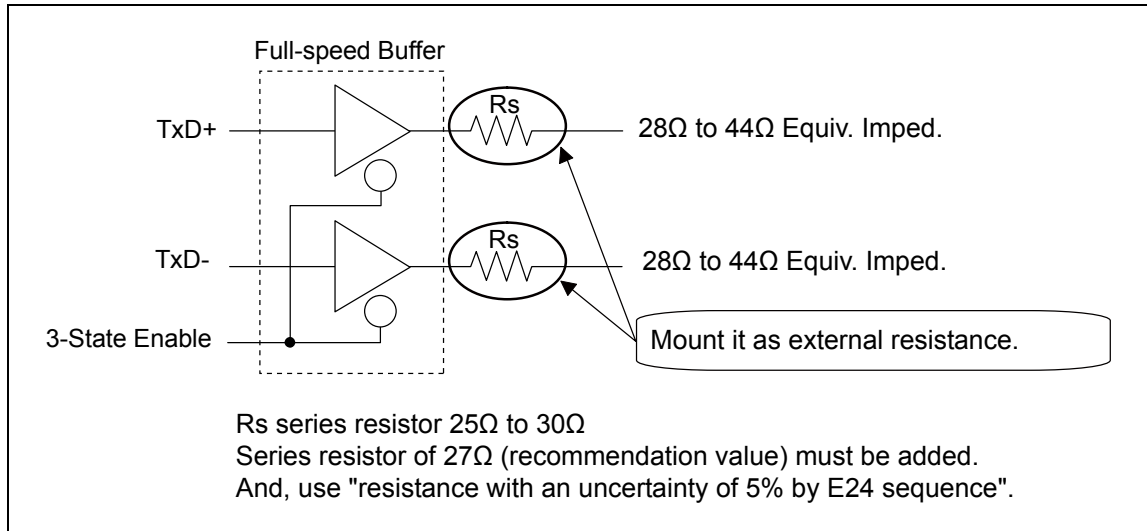 Full-speed Buffer
Rs
TxD+
28Ω to 44Ω Equiv. Imped.
Rs
TxD-
28Ω to 44Ω Equiv. Imped.
3-State Enable
Mount it as external resistance.
Rs series resistor 25Ω to 30Ω
Series resistor of 27Ω (recommendation value) must be added.
And, use "resistance with an uncertainty of 5% by E24 sequence".